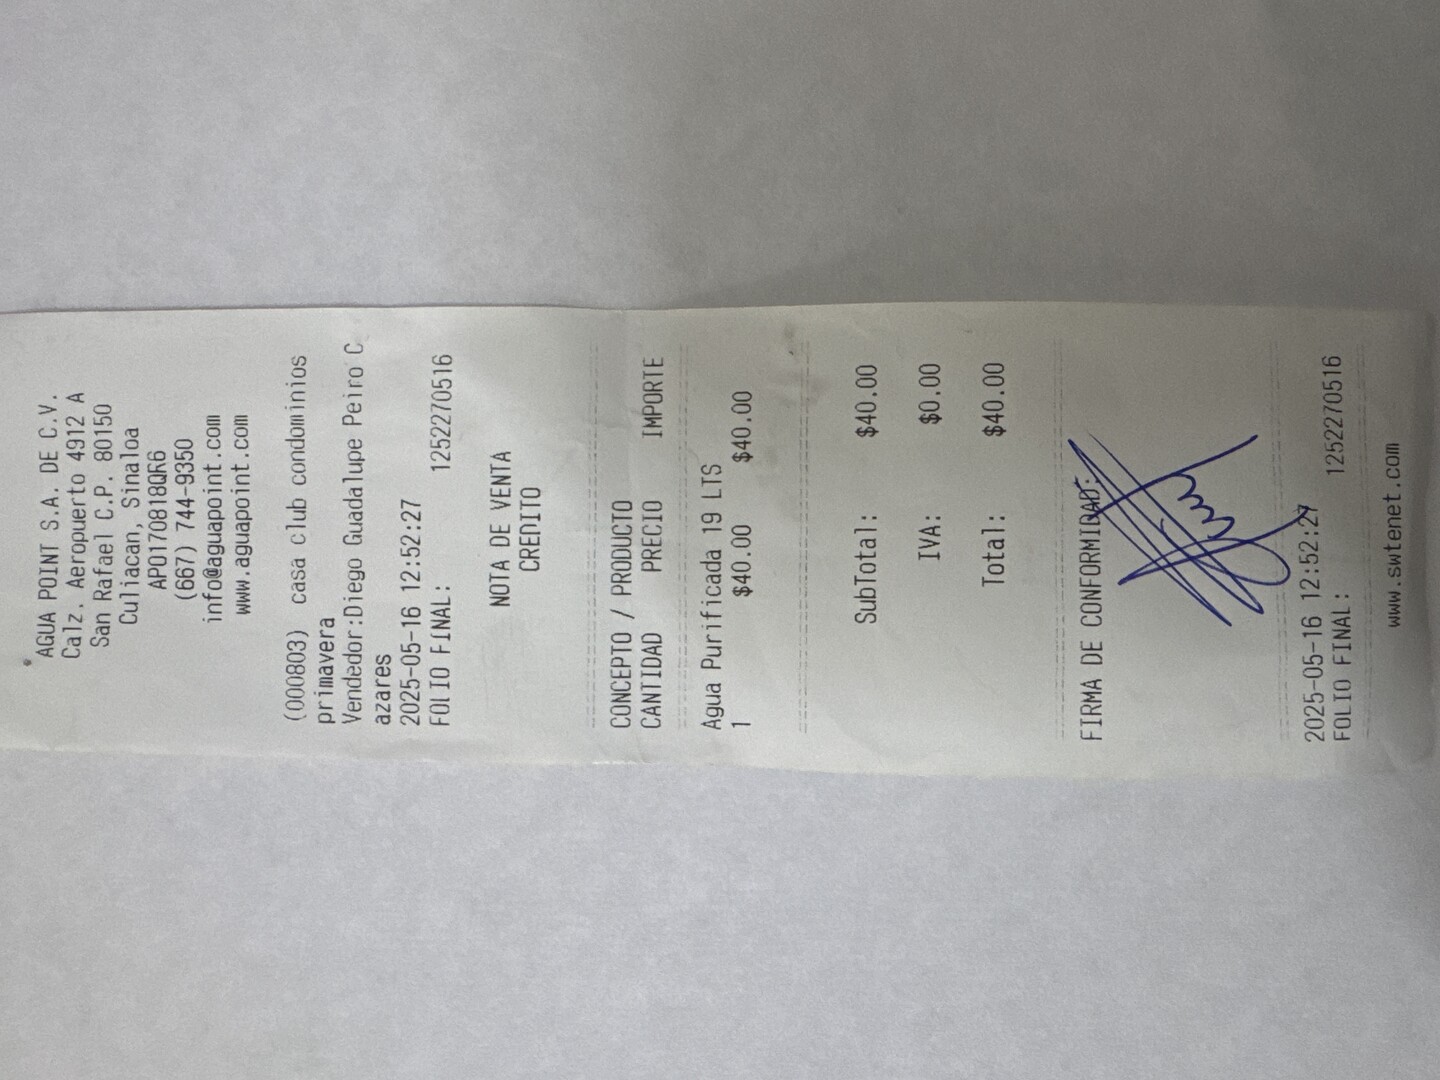 AGUA POINT S.A. DE C.V.
Calz. Aeropuerto 4912 A
San Rafael C.P. 80150
Culiacan, Sinaloa
APO170818QR6
(667) 744-9350
info@aguapoint.com
www.aguapoint.com
(000803) casa club condominios
primavera
Vendedor:Diego Guadalupe Peiro C
azares
2025-05-16 12:52:27
FOLIO FINAL: 1252270516
NOTA DE VENTA
CREDITO
CONCEPTO / PRODUCTO
CANTIDAD PRECIO IMPORTE
Agua Purificada 19 LTS
1 $40.00 $40.00
SubTotal: $40.00
IVA: $0.00
Total: $40.00
FIRMA DE CONFORMIDAD:
2025-05-16 12:52:27
FOLIO FINAL: 1252270516
www.swtenet.com